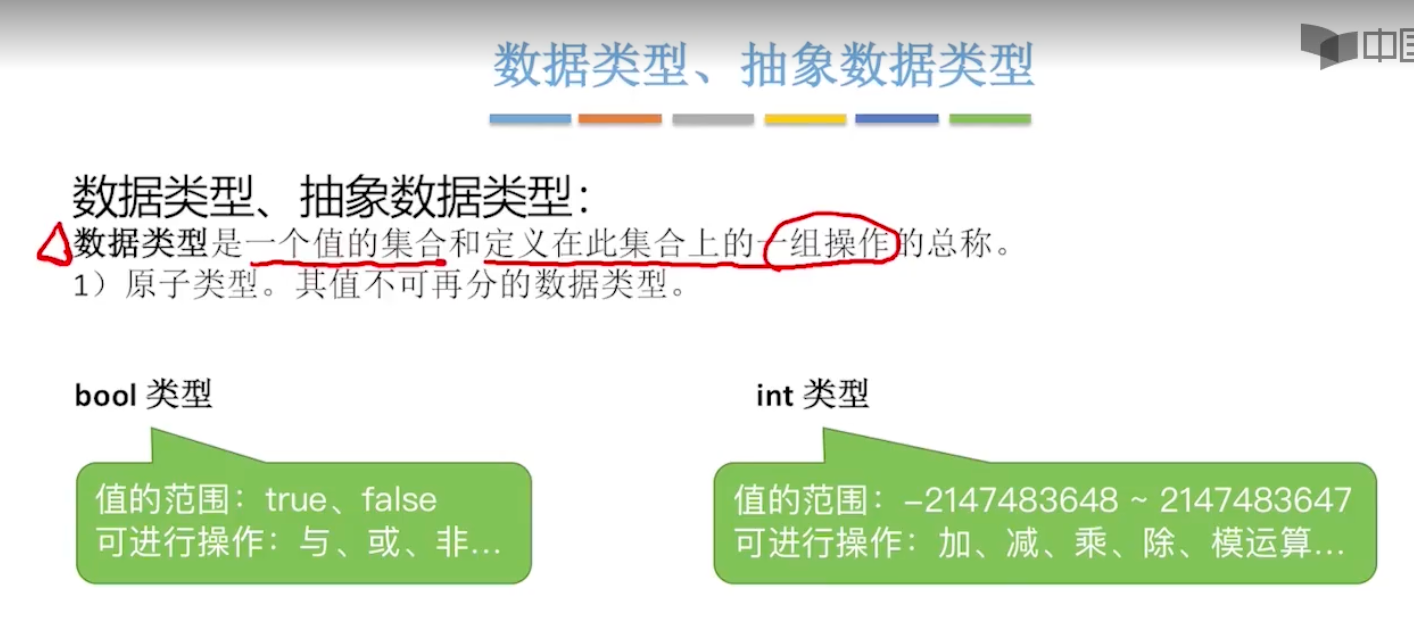 中国
数据类型、抽象数据类型
数据类型、抽象数据类型：
数据类型是一个值的集合和定义在此集合上的一组操作的总称。
1）原子类型。其值不可再分的数据类型。
bool 类型
int 类型
值的范围：true、false
可进行操作：与、或、非...
值的范围：-2147483648 ~ 2147483647
可进行操作：加、减、乘、除、模运算...